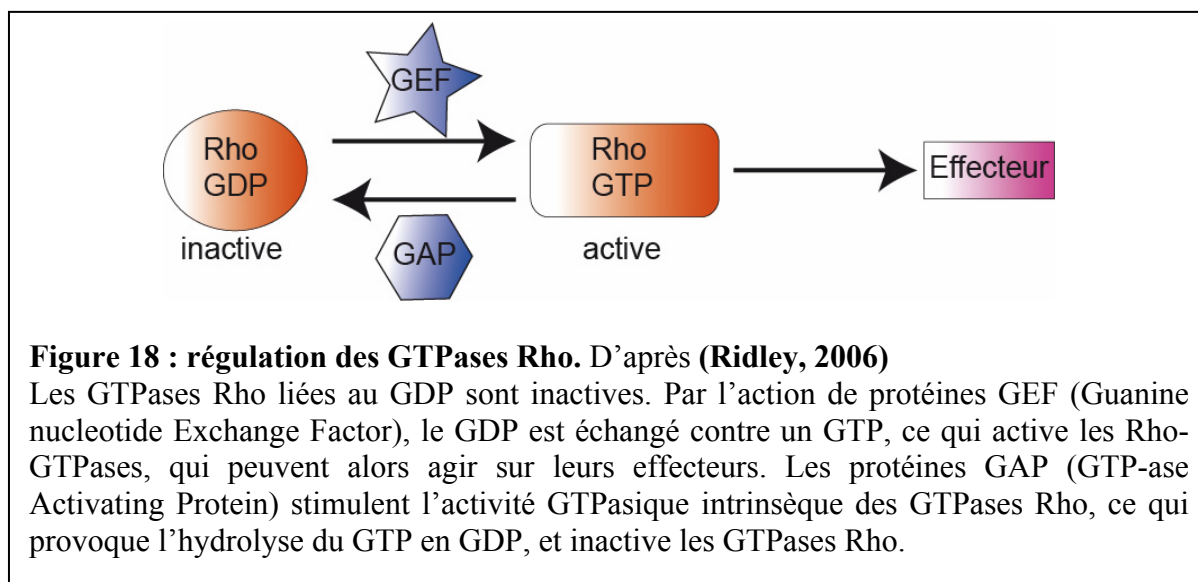 GEF
Rho
GDP
Rho
GTP
Effecteur
inactive
GAP
active
Figure 18 : régulation des GTPases Rho. D’après (Ridley, 2006)
Les GTPases Rho liées au GDP sont inactives. Par l’action de protéines GEF (Guanine
nucleotide Exchange Factor), le GDP est échangé contre un GTP, ce qui active les Rho-
GTPases, qui peuvent alors agir sur leurs effecteurs. Les protéines GAP (GTP-ase
Activating Protein) stimulent l’activité GTPasique intrinsèque des GTPases Rho, ce qui
provoque l’hydrolyse du GTP en GDP, et inactive les GTPases Rho.